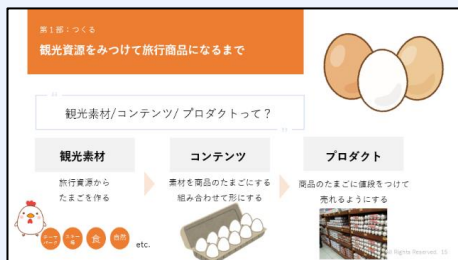 第１部：つくる
観光資源をみつけて旅行商品になるまで
観光素材/コンテンツ/ プロダクトって？
観光素材
コンテンツ
プロダクト
旅行資源から
たまごを作る
素材を商品のたまごにする
組み合わせて形にする
商品のたまごに値段をつけて
売れるようにする
食
自然
etc.
Rights Reserved.